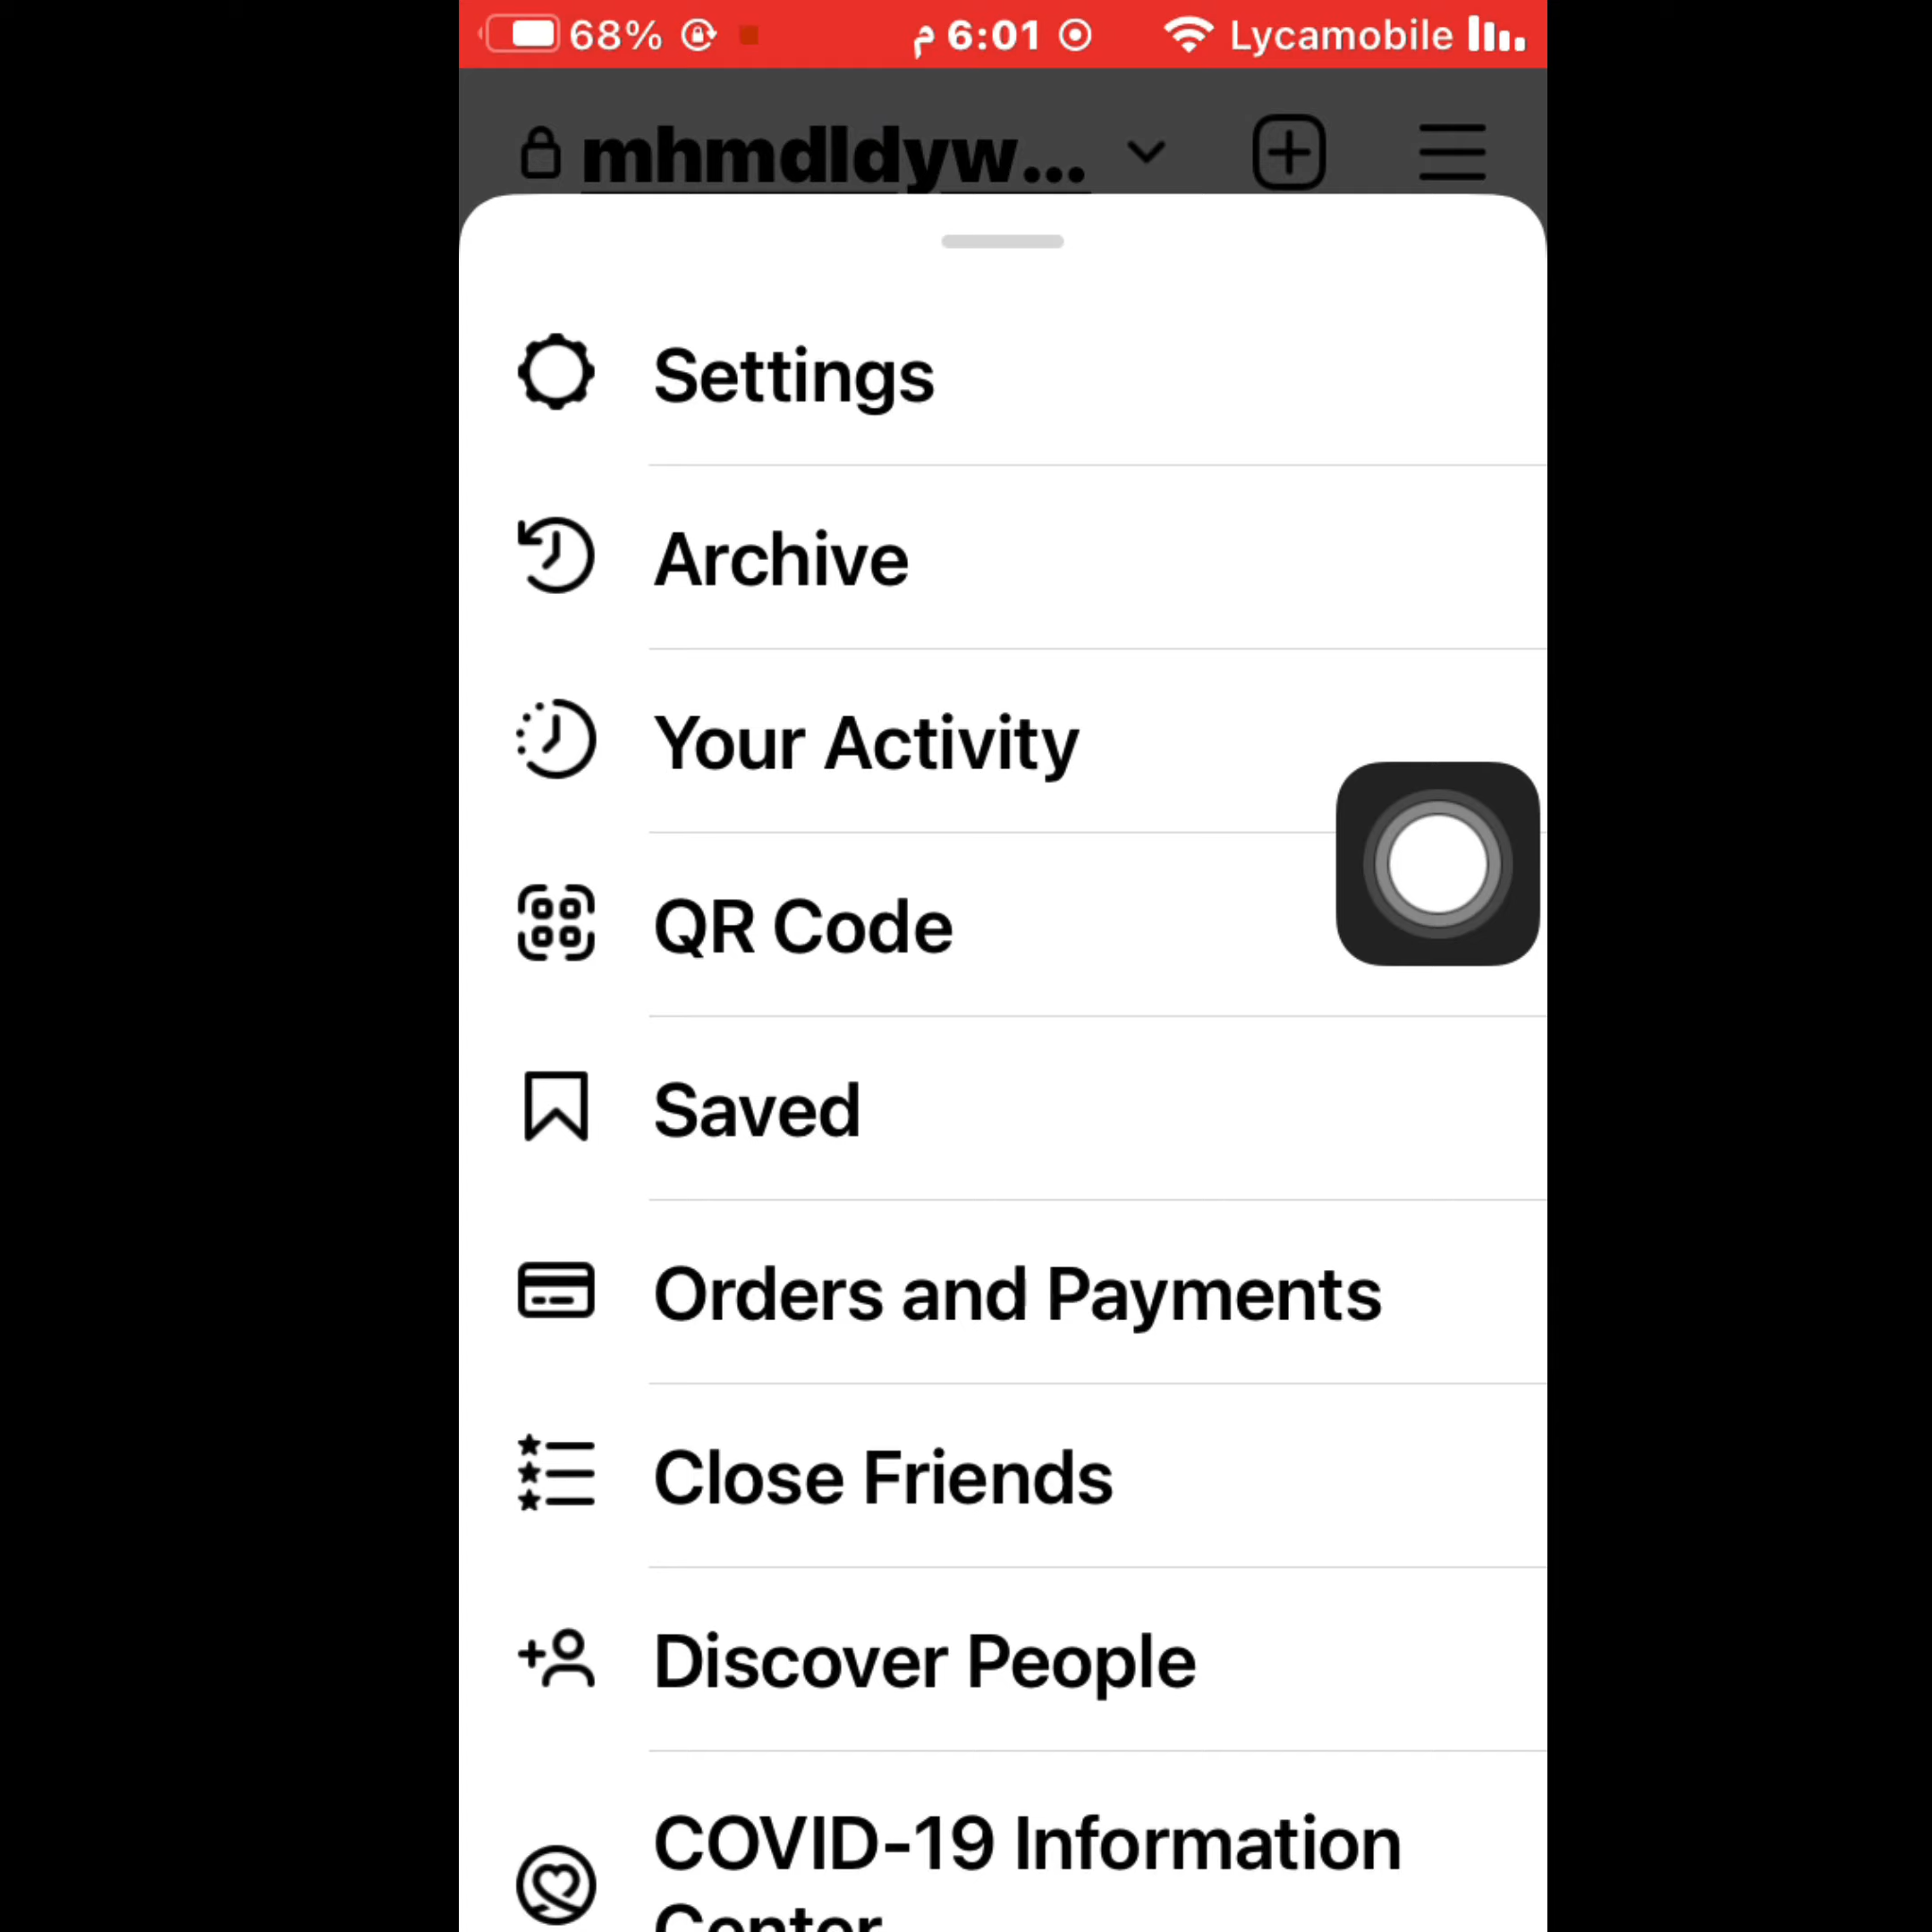 68% 6:01 م Lycamobile
mhmdldyw...
Settings
Archive
Your Activity
QR Code
Saved
Orders and Payments
Close Friends
Discover People
COVID-19 Information
Center